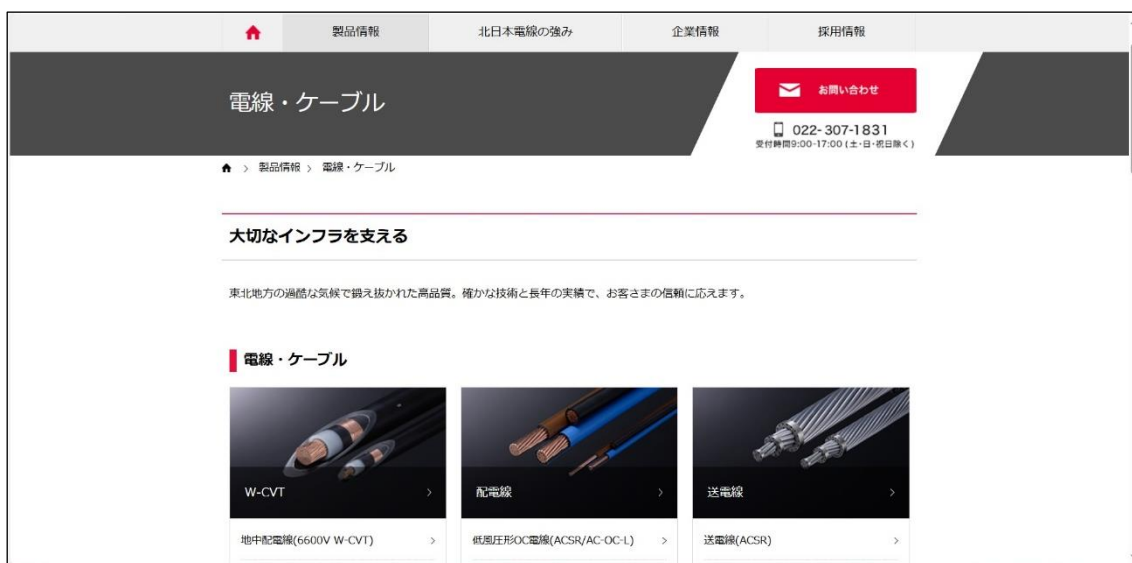 製品情報 北日本電線の強み 企業情報 採用情報
電線・ケーブル
お問い合わせ
022-307-1831
受付時間9:00-17:00(土・日・祝日除く)
> 製品情報 > 電線・ケーブル
大切なインフラを支える
東北地方の過酷な気候で鍛え抜かれた高品質。確かな技術と長年の実績で、お客さまの信頼に応えます。
電線・ケーブル
W-CVT >
配電線 >
送電線 >
地中配電線(6600V W-CVT) >
低風圧形OC電線(ACSR/AC-OC-L) >
送電線(ACSR) >